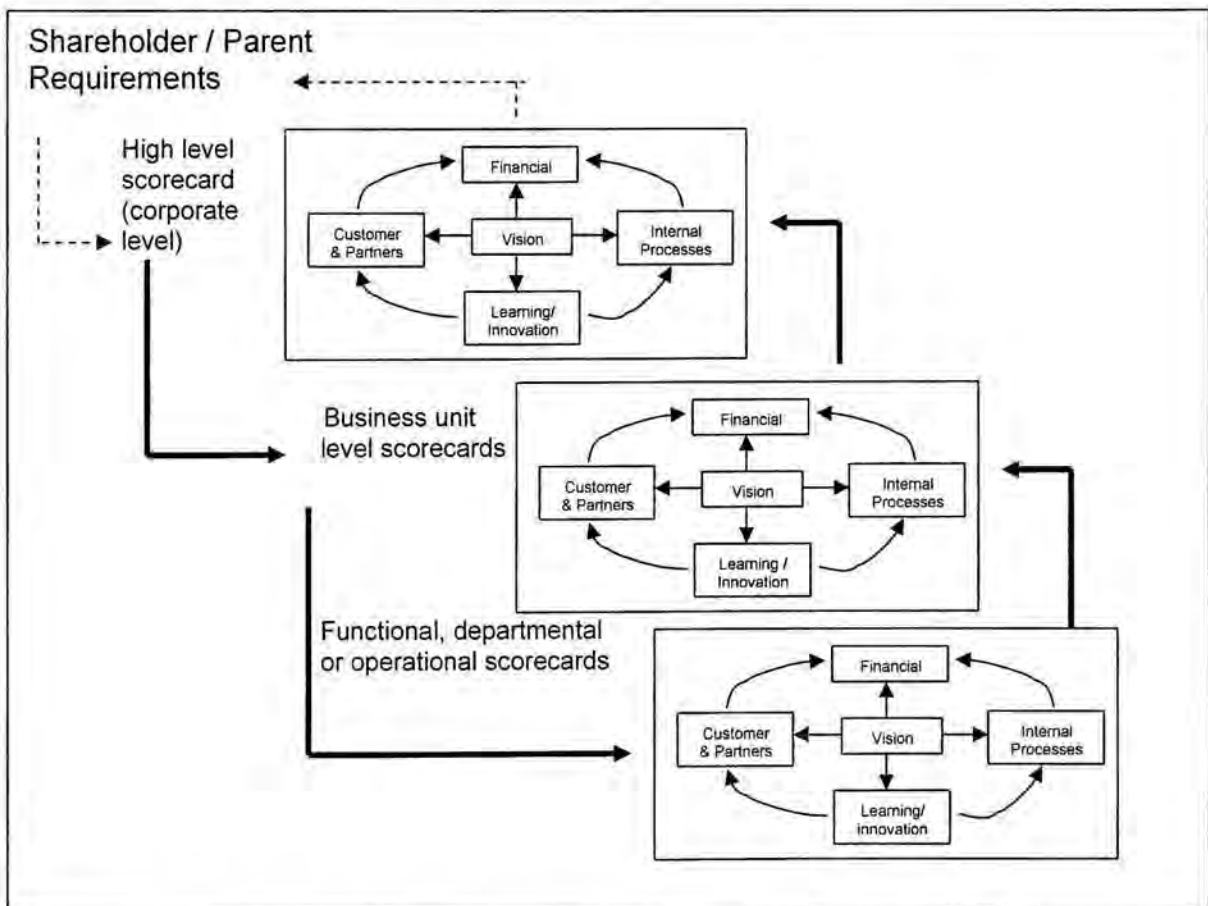 Shareholder / Parent
Requirements
High level
scorecard
(corporate
level)
Financial
Customer
& Partners
Vision
Internal
Processes
Learning/
Innovation
Business unit
level scorecards
Financial
Customer
& Partners
Vision
Internal
Processes
Learning /
Innovation
Functional, departmental
or operational scorecards
Financial
Customer
& Partners
Vision
Internal
Processes
Learning/
innovation